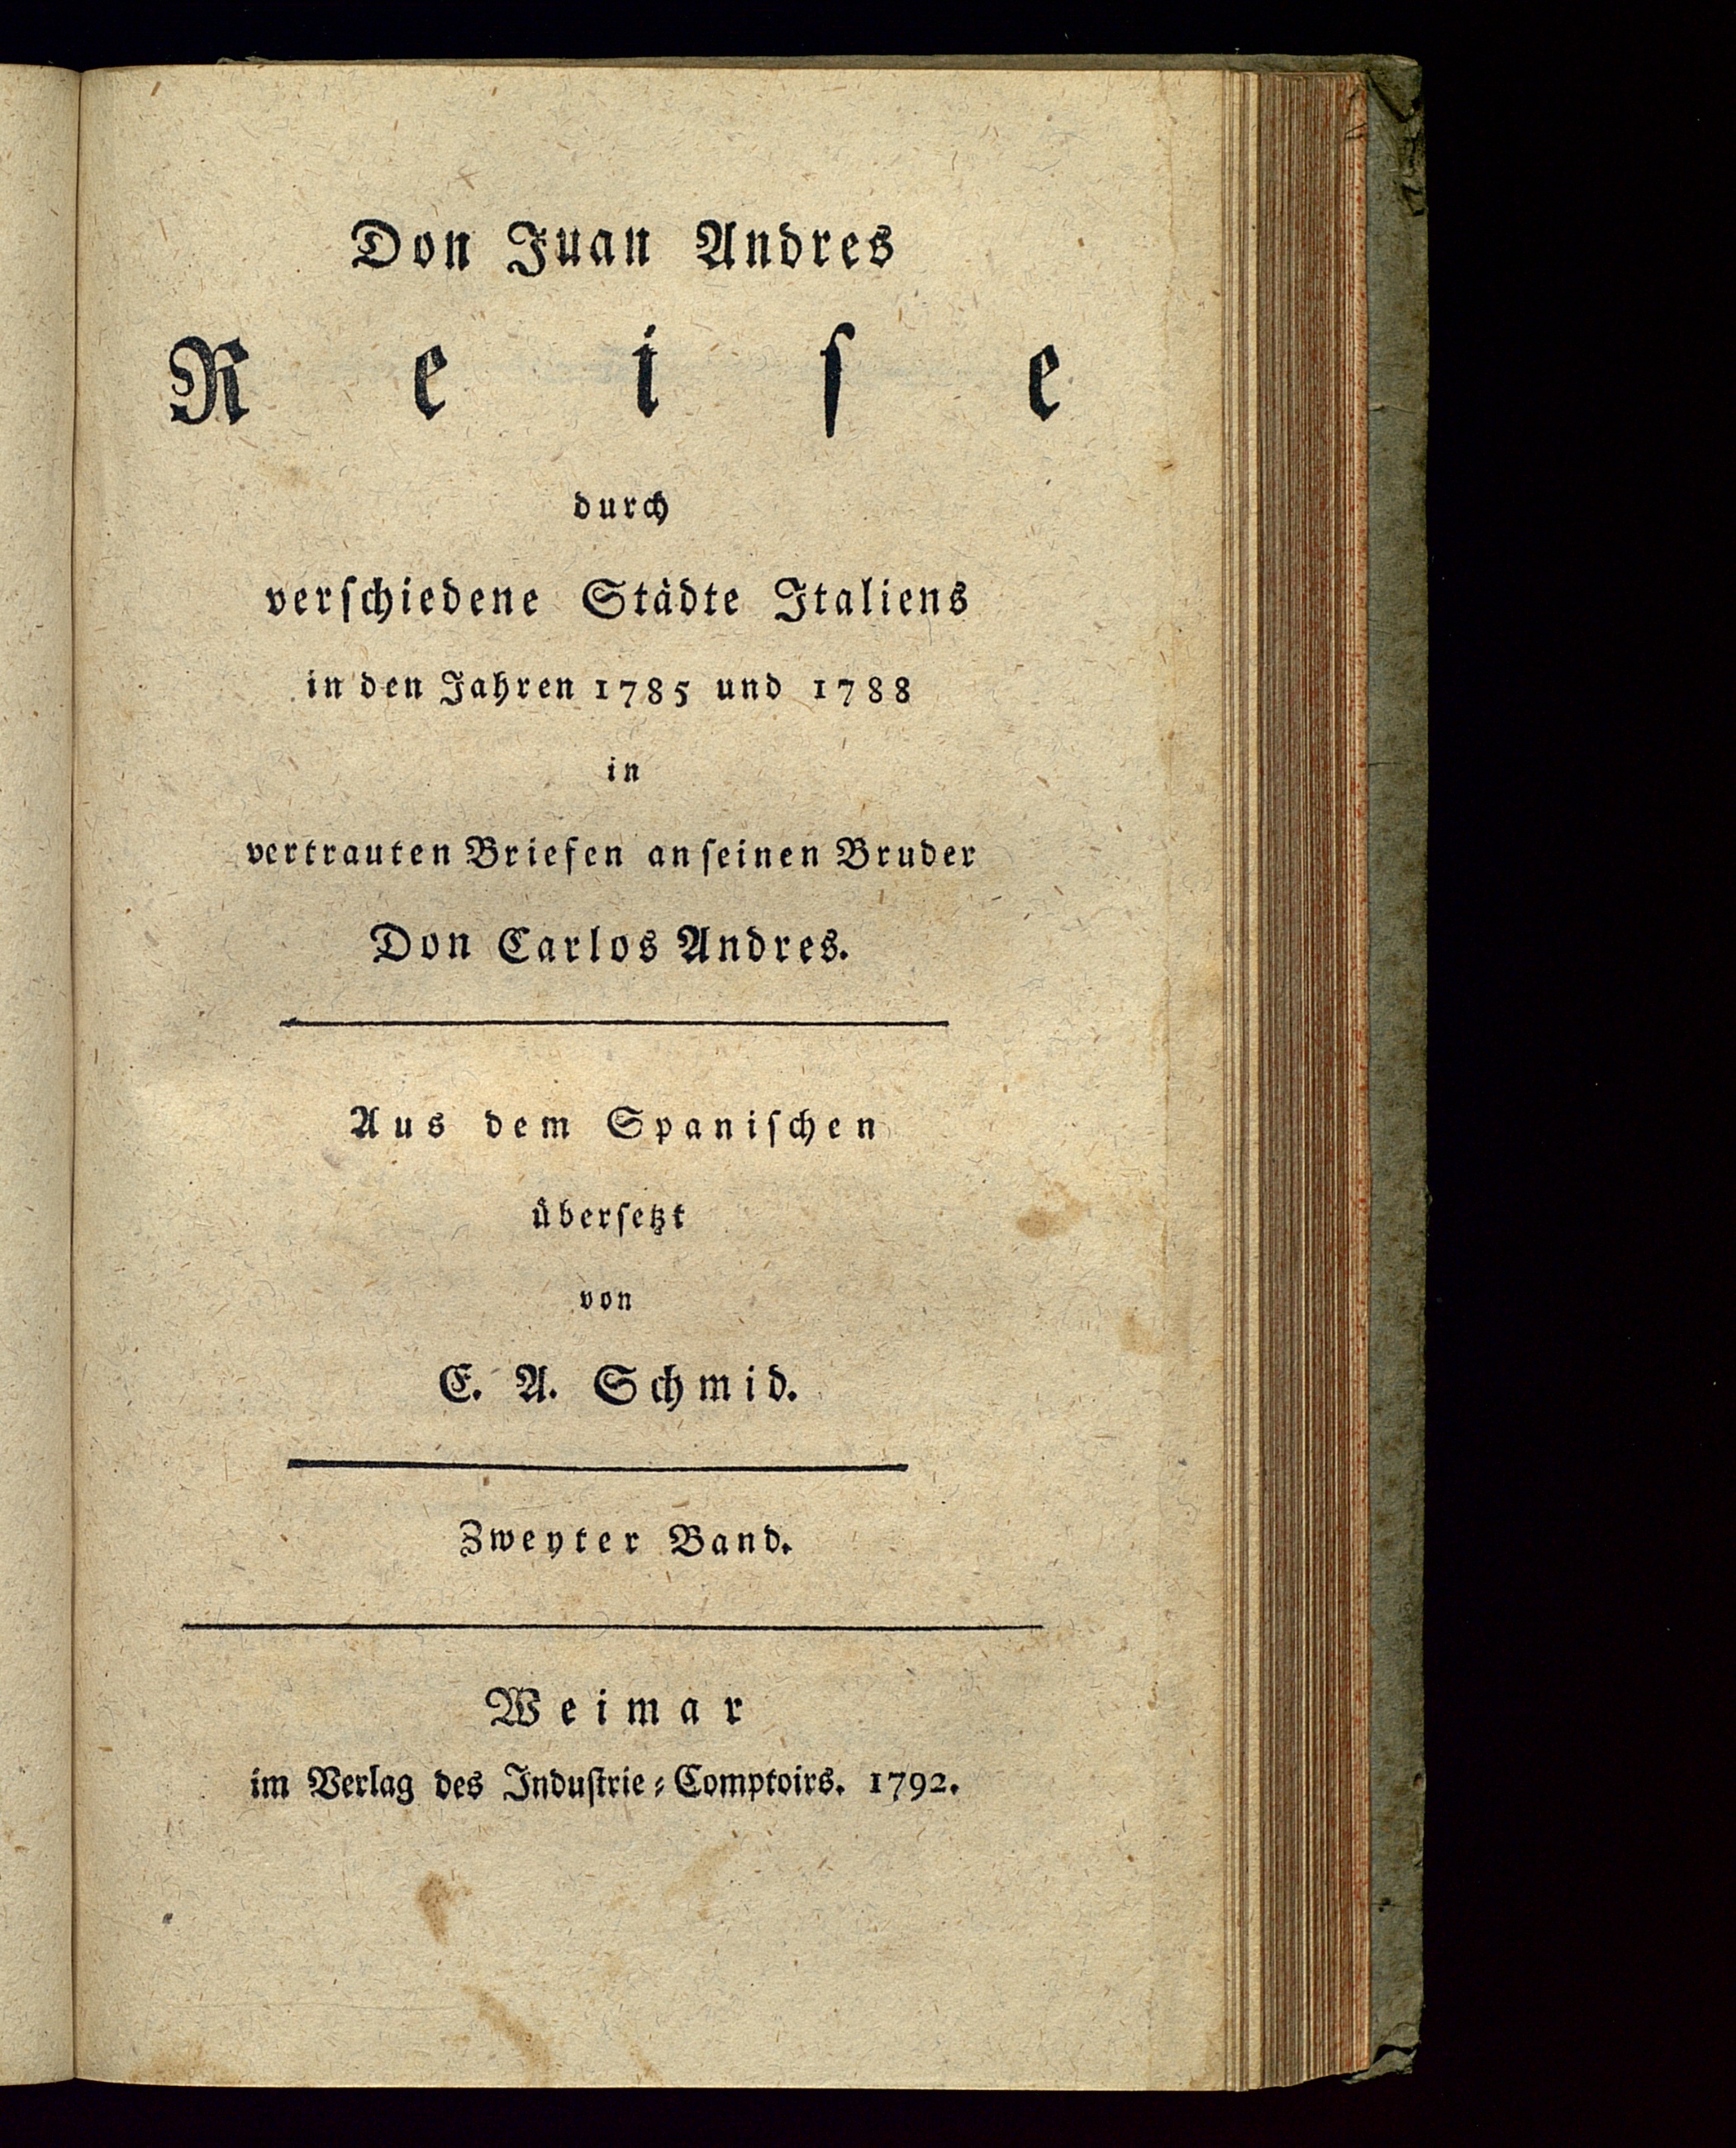 Don Juan Andres
Reiſe
durch
verſchiedene Städte Italiens
in den Jahren 1785 und 1788
in
vertrauten Briefen an ſeinen Bruder
Don Carlos Andres.
Aus dem Spaniſchen
überſetzt
von
E. A. Schmid.
Zweyter Band.
Weimar
im Verlag des Induſtrie-Comptoirs. 1792.